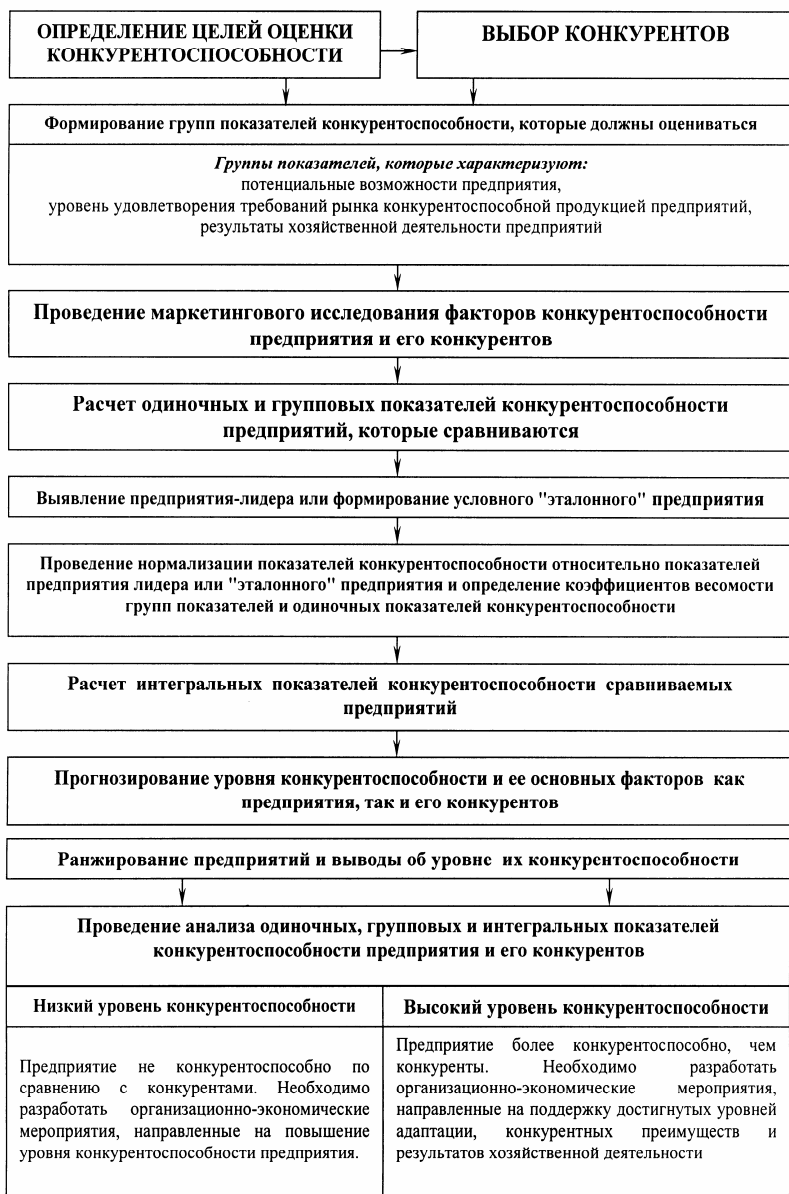 ОПРЕДЕЛЕНИЕ ЦЕЛЕЙ ОЦЕНКИ
КОНКУРЕНТОСПОСОБНОСТИ
ВЫБОР КОНКУРЕНТОВ
Формирование групп показателей конкурентоспособности, которые должны оцениваться
Группы показателей, которые характеризуют:
потенциальные возможности предприятия,
уровень удовлетворения требований рынка конкурентоспособной продукцией предприятий,
результаты хозяйственной деятельности предприятий
Проведение маркетингового исследования факторов конкурентоспособности
предприятия и его конкурентов
Расчет одиночных и групповых показателей конкурентоспособности
предприятий, которые сравниваются
Выявление предприятия-лидера или формирование условного "эталонного" предприятия
Проведение нормализации показателей конкурентоспособности относительно показателей
предприятия лидера или "эталонного" предприятия и определение коэффициентов весомости
групп показателей и одиночных показателей конкурентоспособности
Расчет интегральных показателей конкурентоспособности сравниваемых
предприятий
Прогнозирование уровня конкурентоспособности и ее основных факторов как
предприятия, так и его конкурентов
Ранжирование предприятий и выводы об уровне их конкурентоспособности
Проведение анализа одиночных, групповых и интегральных показателей
конкурентоспособности предприятия и его конкурентов
Низкий уровень конкурентоспособности
Предприятие не конкурентоспособно по
сравнению с конкурентами. Необходимо
разработать организационно-экономические
мероприятия, направленные на повышение
уровня конкурентоспособности предприятия.
Высокий уровень конкурентоспособности
Предприятие более конкурентоспособно, чем
конкуренты. Необходимо разработать
организационно-экономические мероприятия,
направленные на поддержку достигнутых уровней
адаптации, конкурентных преимуществ и
результатов хозяйственной деятельности